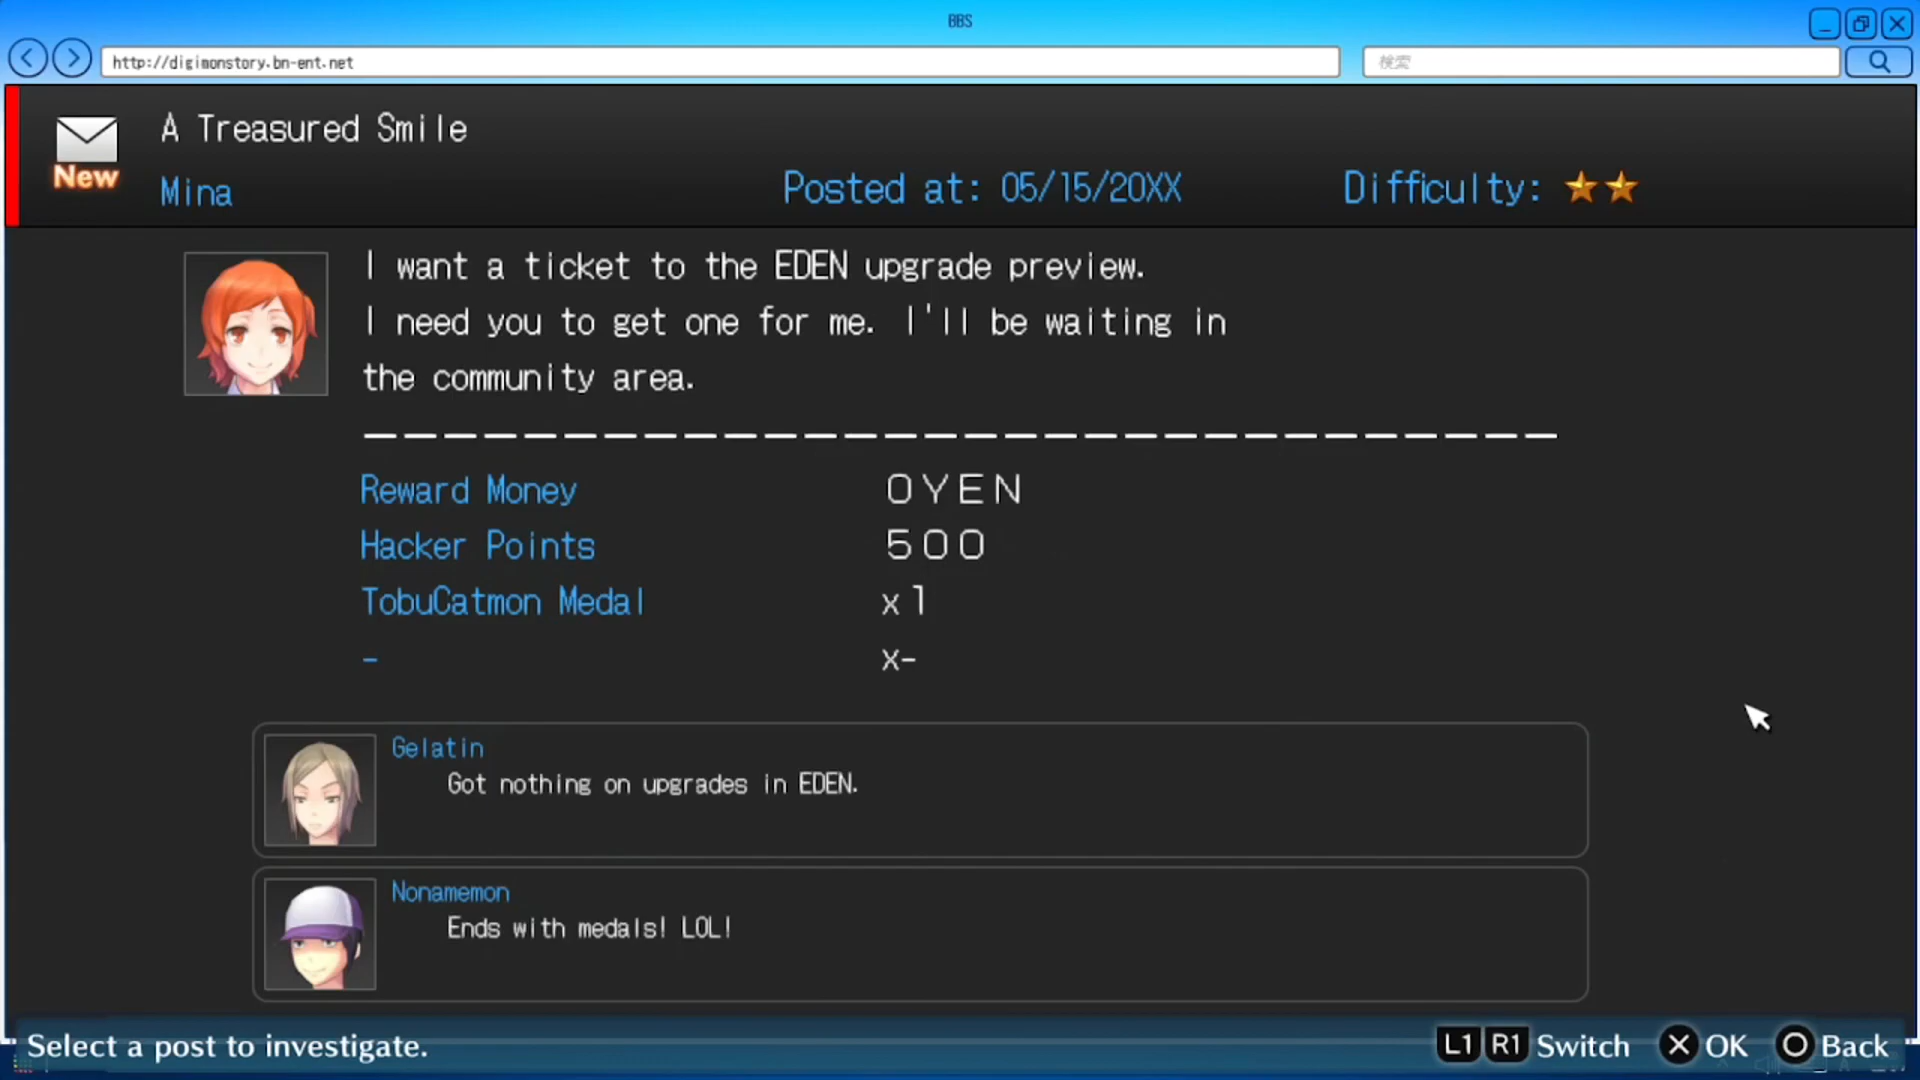 BBS
http://digimonstory.bn-ent.net
検索
A Treasured Smile
New
Mina
Posted at: 05/15/20XX
Difficulty: ★★
I want a ticket to the EDEN upgrade preview.
I need you to get one for me. I'll be waiting in
the community area.
Reward Money 0YEN
Hacker Points 500
TobuCatmon Medal x1
- x-
Gelatin
Got nothing on upgrades in EDEN.
Nonamemon
Ends with medals! LOL!
Select a post to investigate.
L1 R1 Switch X OK O Back